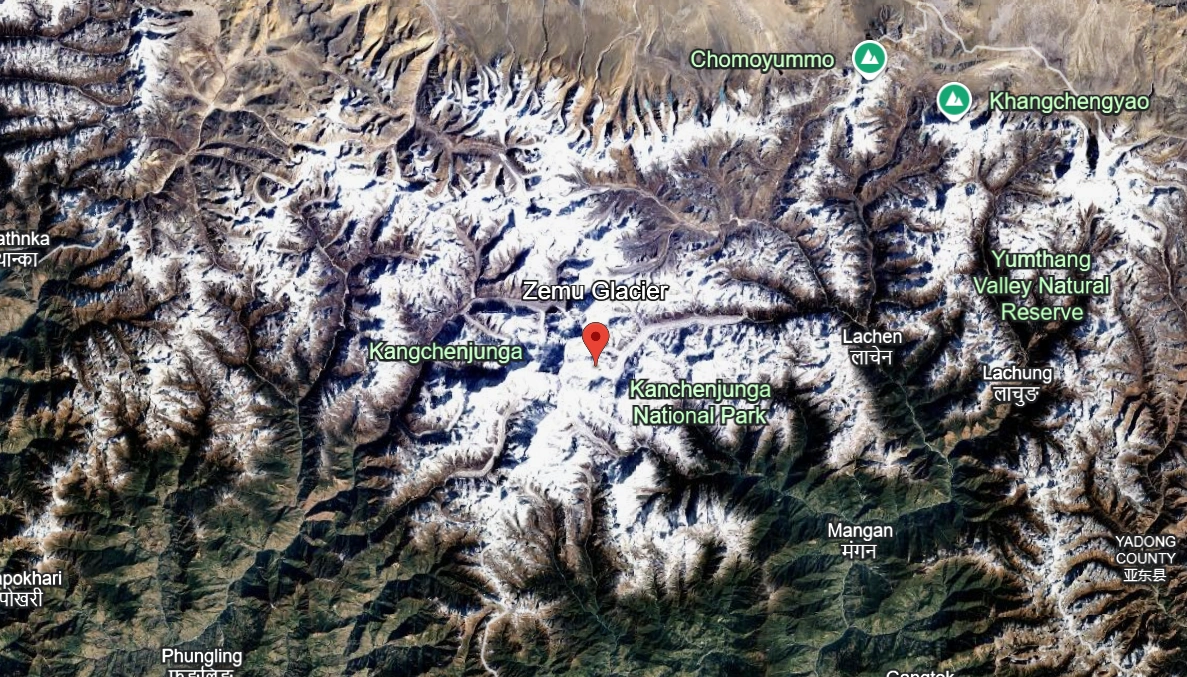 Chomoyummo
Khangchengyao
athnka
थान्का
Yumthang
Valley Natural
Reserve
Zemu Glacier
Lachen
लाचेन
Kangchenjunga
Lachung
लाचुङ
Kanchenjunga
National Park
Mangan
मंगन
YADONG
COUNTY
亚东县
apokhari
पोखरी
Phungling
Gangtok